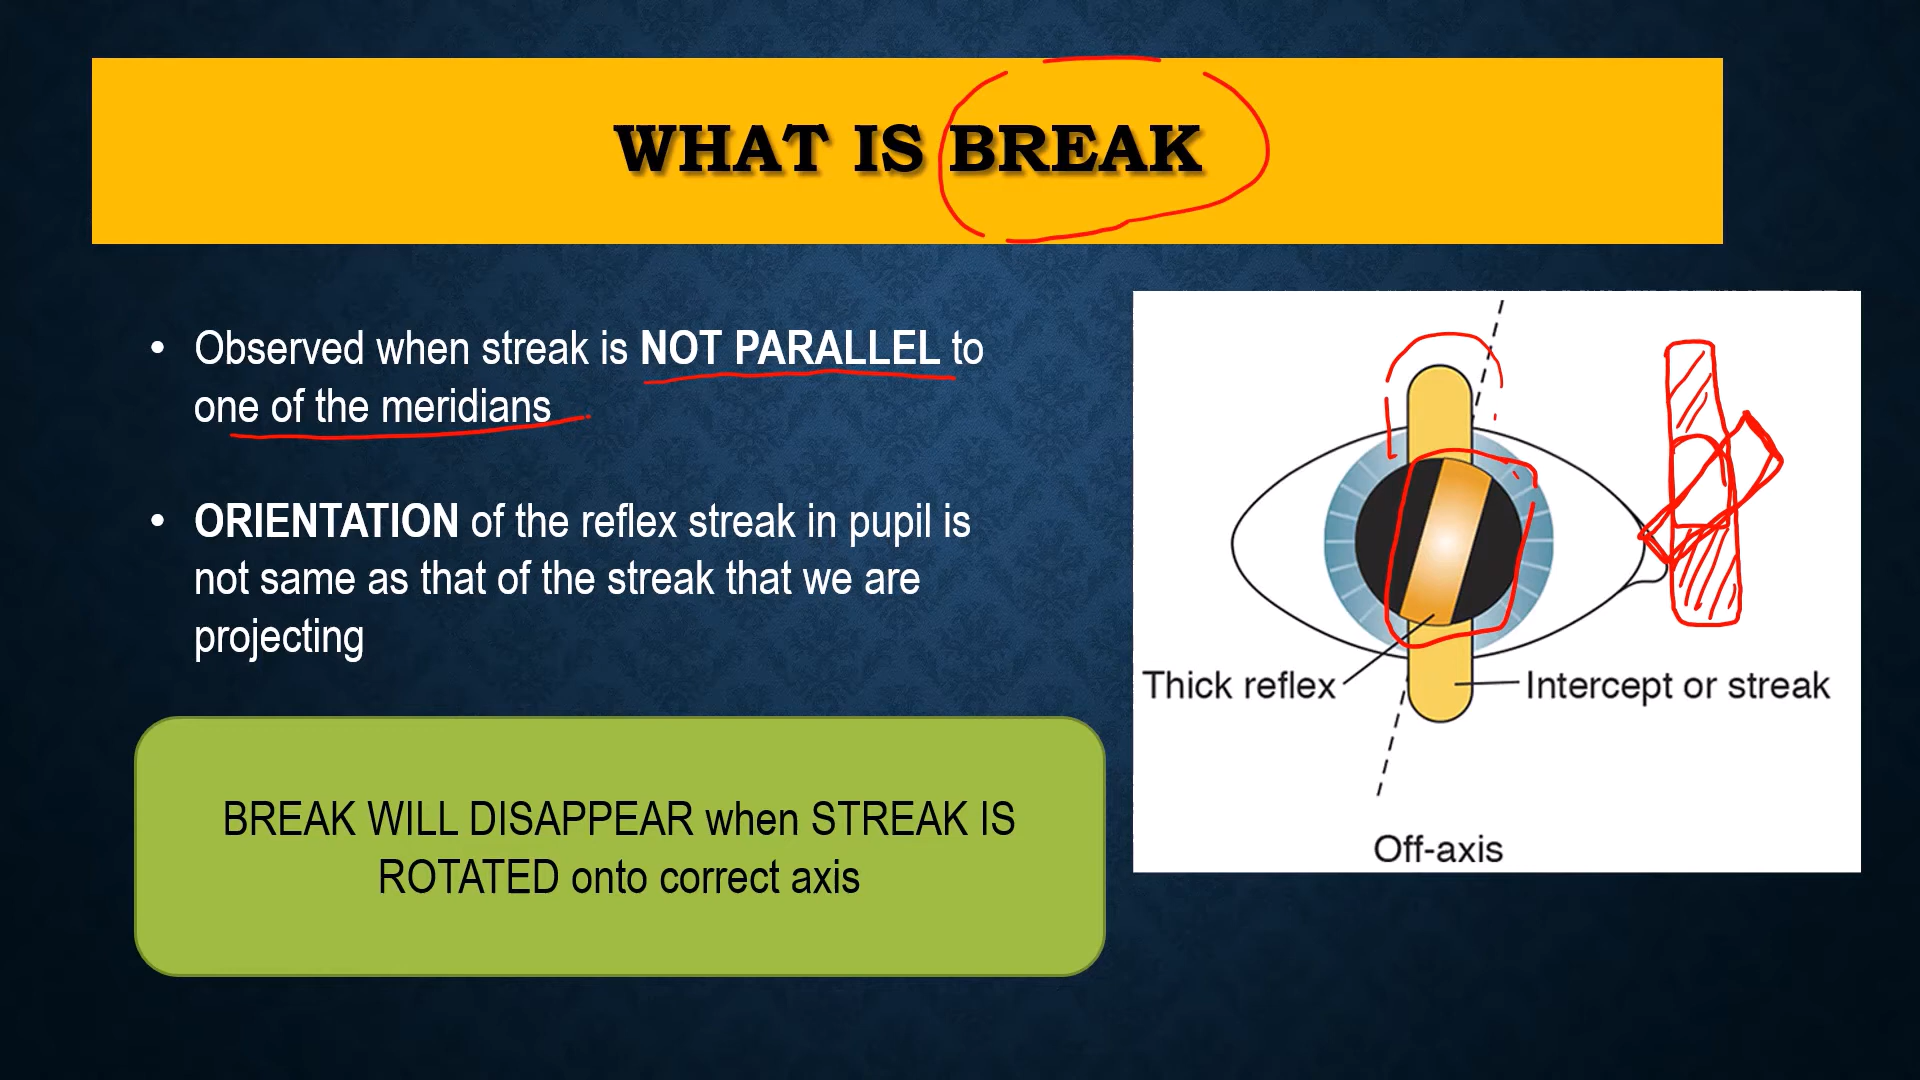 WHAT IS BREAK
• Observed when streak is NOT PARALLEL to
one of the meridians
• ORIENTATION of the reflex streak in pupil is
not same as that of the streak that we are
projecting
BREAK WILL DISAPPEAR when STREAK IS
ROTATED onto correct axis
Thick reflex
Intercept or streak
Off-axis